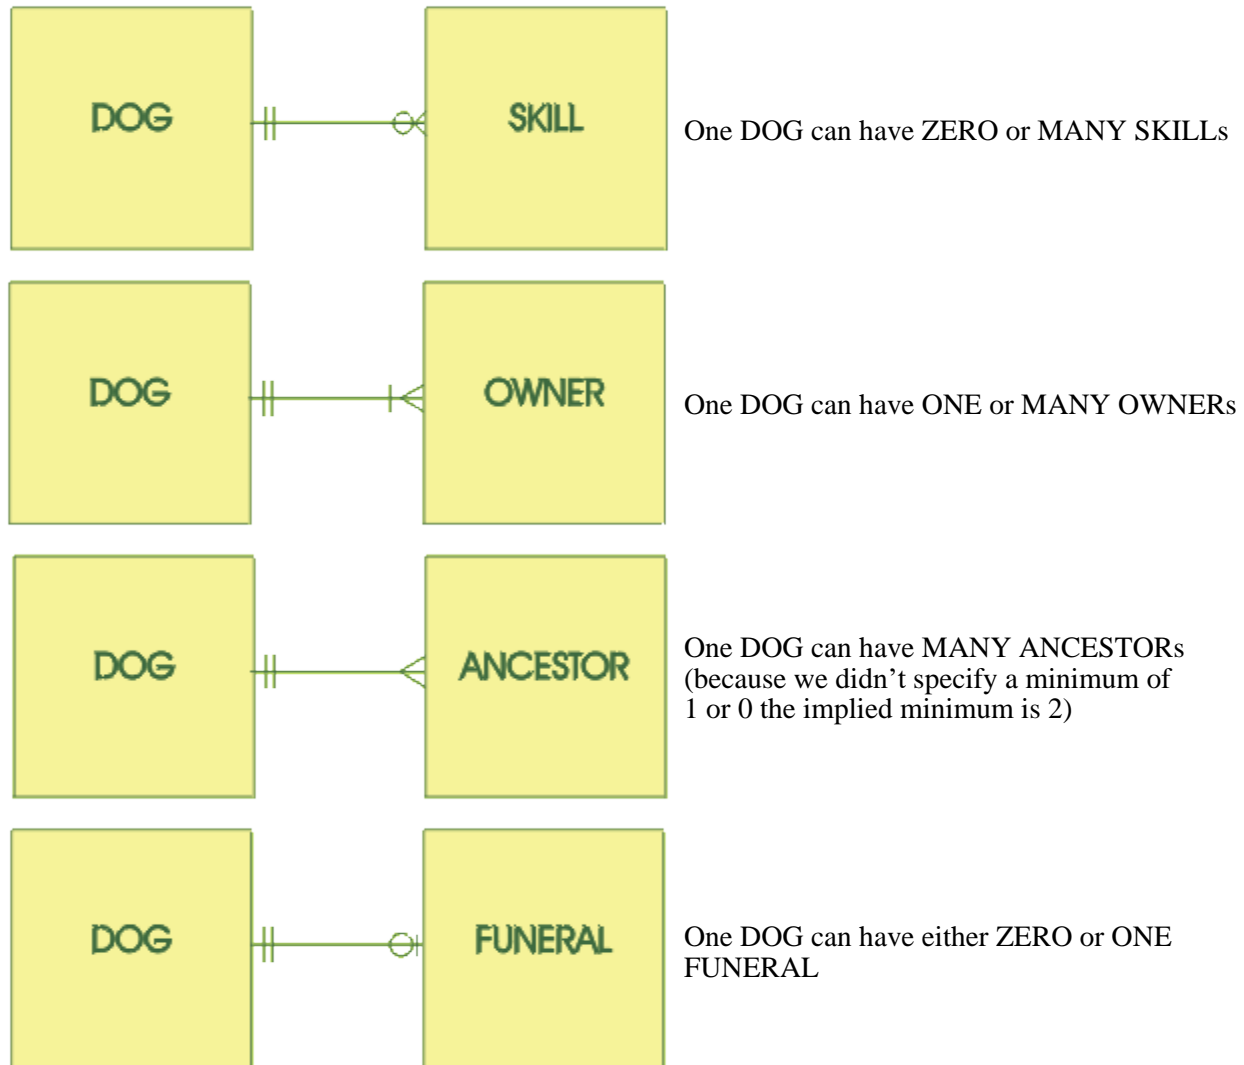 DOG
SKILL
One DOG can have ZERO or MANY SKILLs
DOG
OWNER
One DOG can have ONE or MANY OWNERs
DOG
ANCESTOR
One DOG can have MANY ANCESTORs
(because we didn’t specify a minimum of
1 or 0 the implied minimum is 2)
DOG
FUNERAL
One DOG can have either ZERO or ONE
FUNERAL